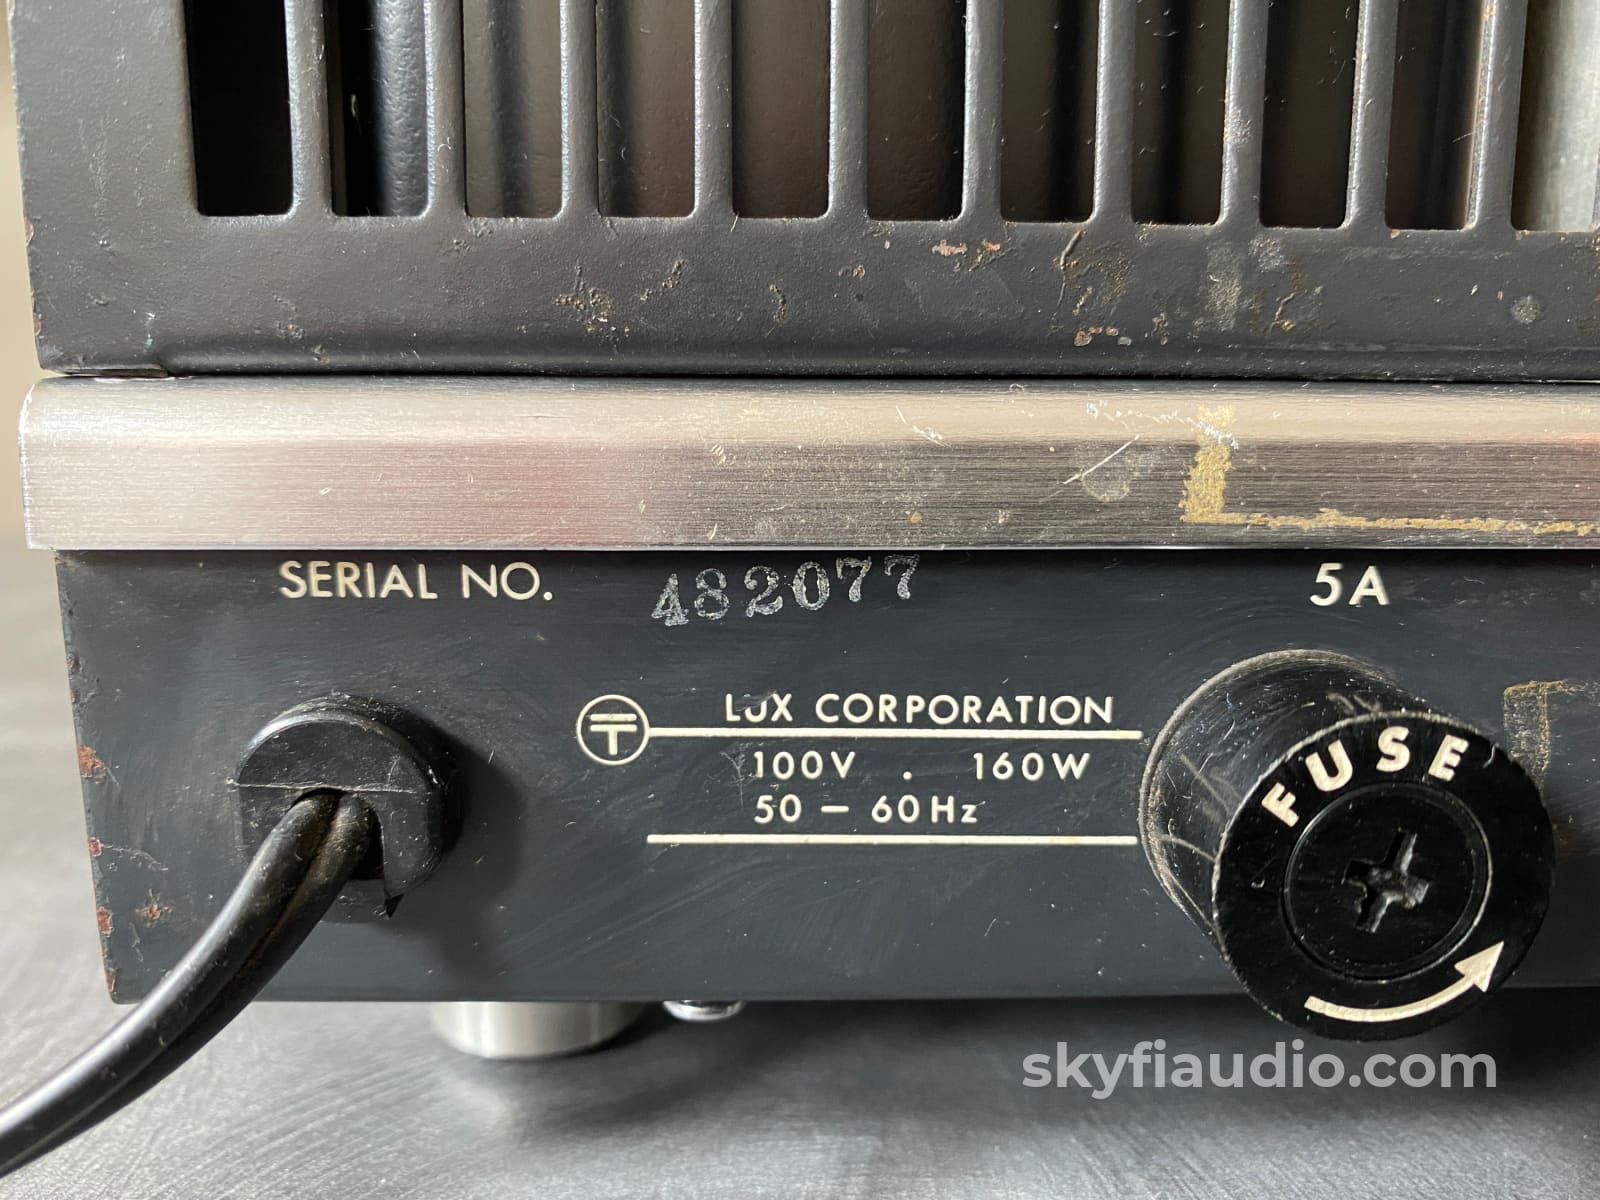 SERIAL NO. 482077
5A
LUX CORPORATION
100V . 160W
50 – 60Hz
FUSE
skyfiaudio.com